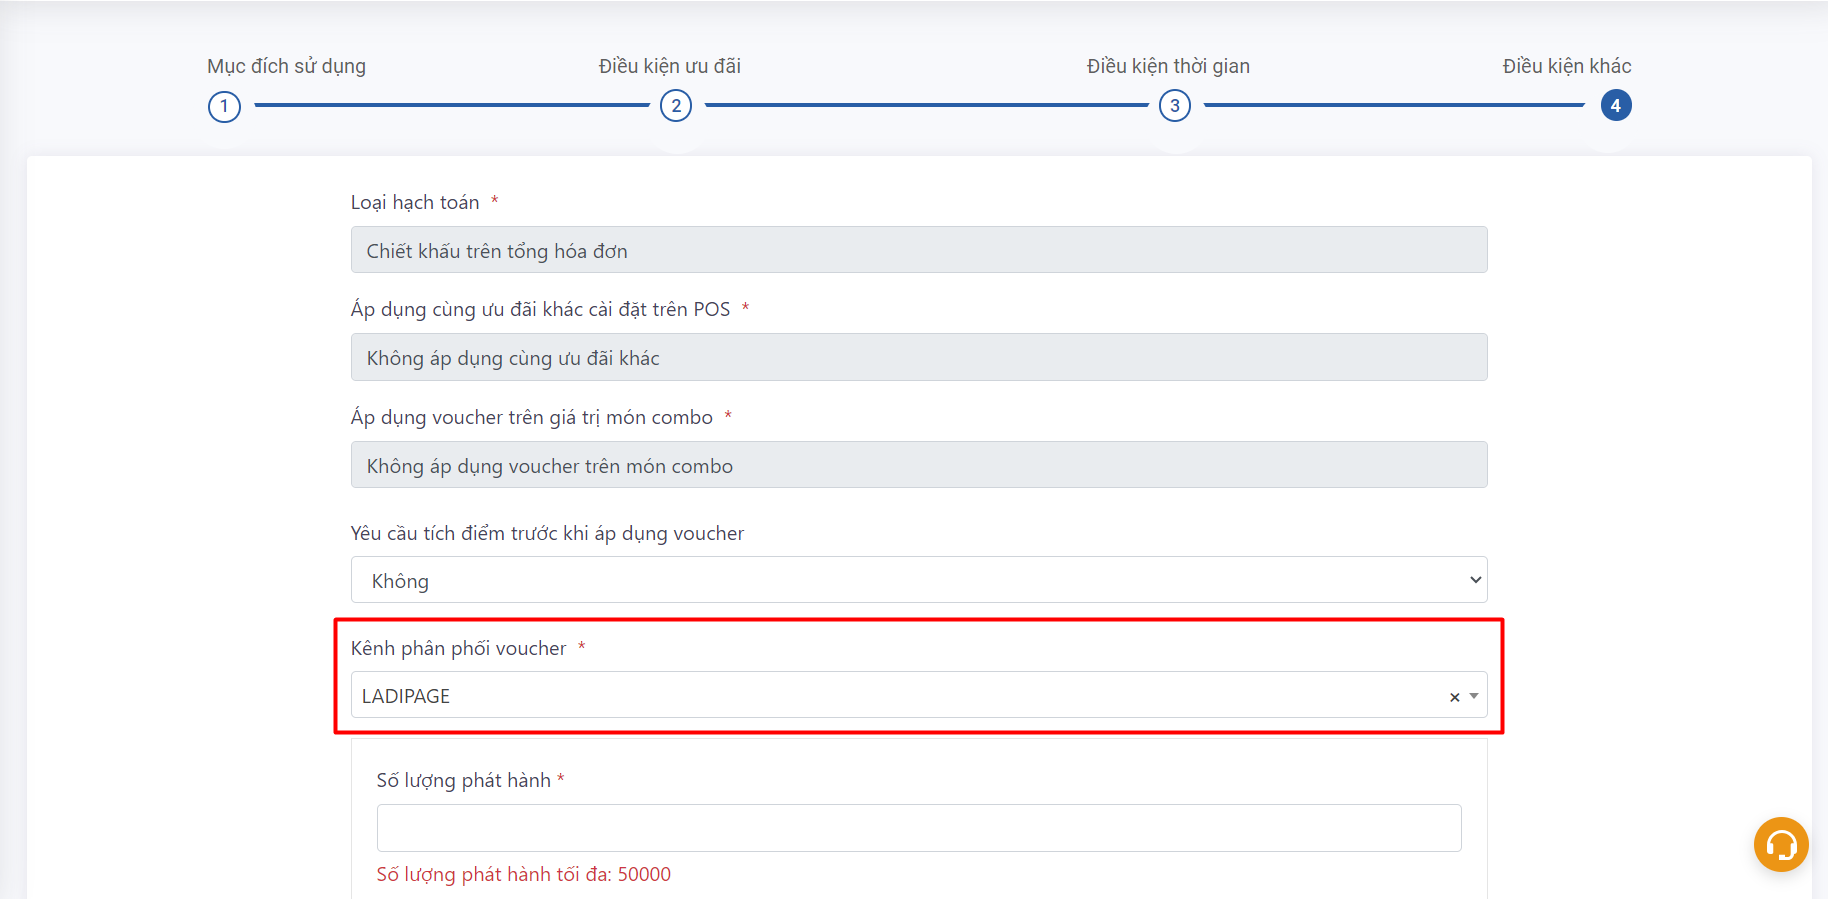 Mục đích sử dụng
Điều kiện ưu đãi
Điều kiện thời gian
Điều kiện khác
1
2
3
4
Loại hạch toán *
Chiết khấu trên tổng hóa đơn
Áp dụng cùng ưu đãi khác cài đặt trên POS *
Không áp dụng cùng ưu đãi khác
Áp dụng voucher trên giá trị món combo *
Không áp dụng voucher trên món combo
Yêu cầu tích điểm trước khi áp dụng voucher
Không
Kênh phân phối voucher *
LADIPAGE
Số lượng phát hành *
Số lượng phát hành tối đa: 50000